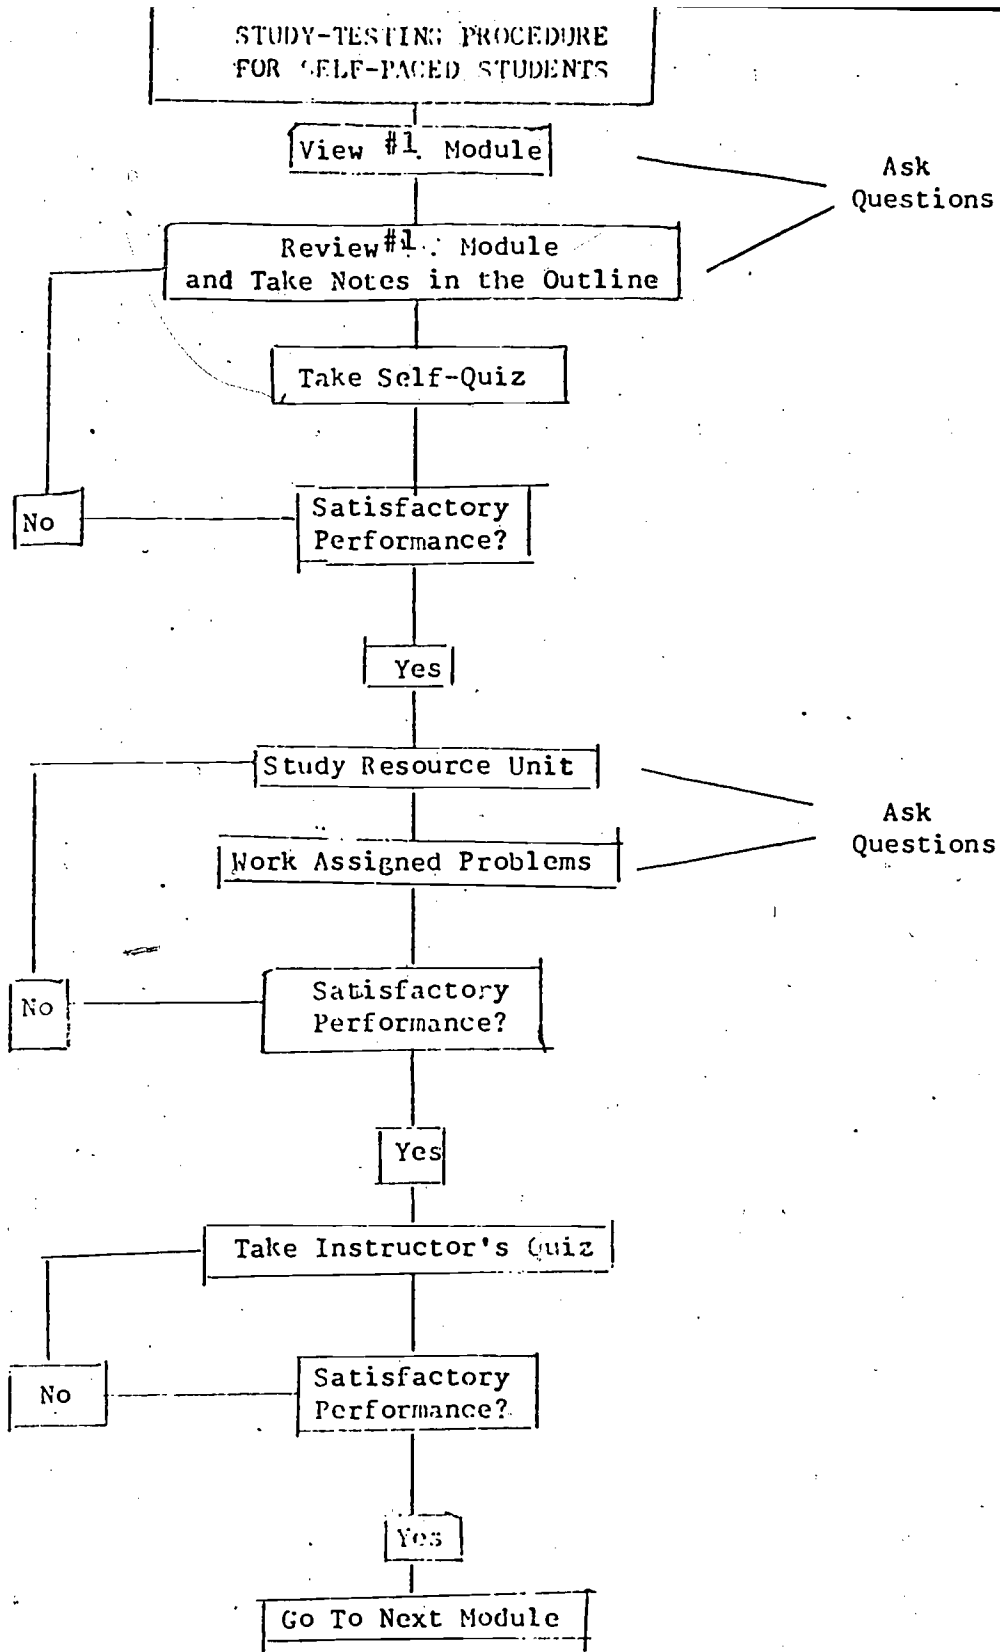 STUDY-TESTING PROCEDURE
FOR SELF-PACED STUDENTS
View #1. Module
Ask
Questions
Review #1. Module
and Take Notes in the Outline
Take Self-Quiz
Satisfactory
Performance?
No
Yes
Study Resource Unit
Ask
Questions
Work Assigned Problems
Satisfactory
Performance?
No
Yes
Take Instructor's Quiz
Satisfactory
Performance?
No
Yes
Go To Next Module